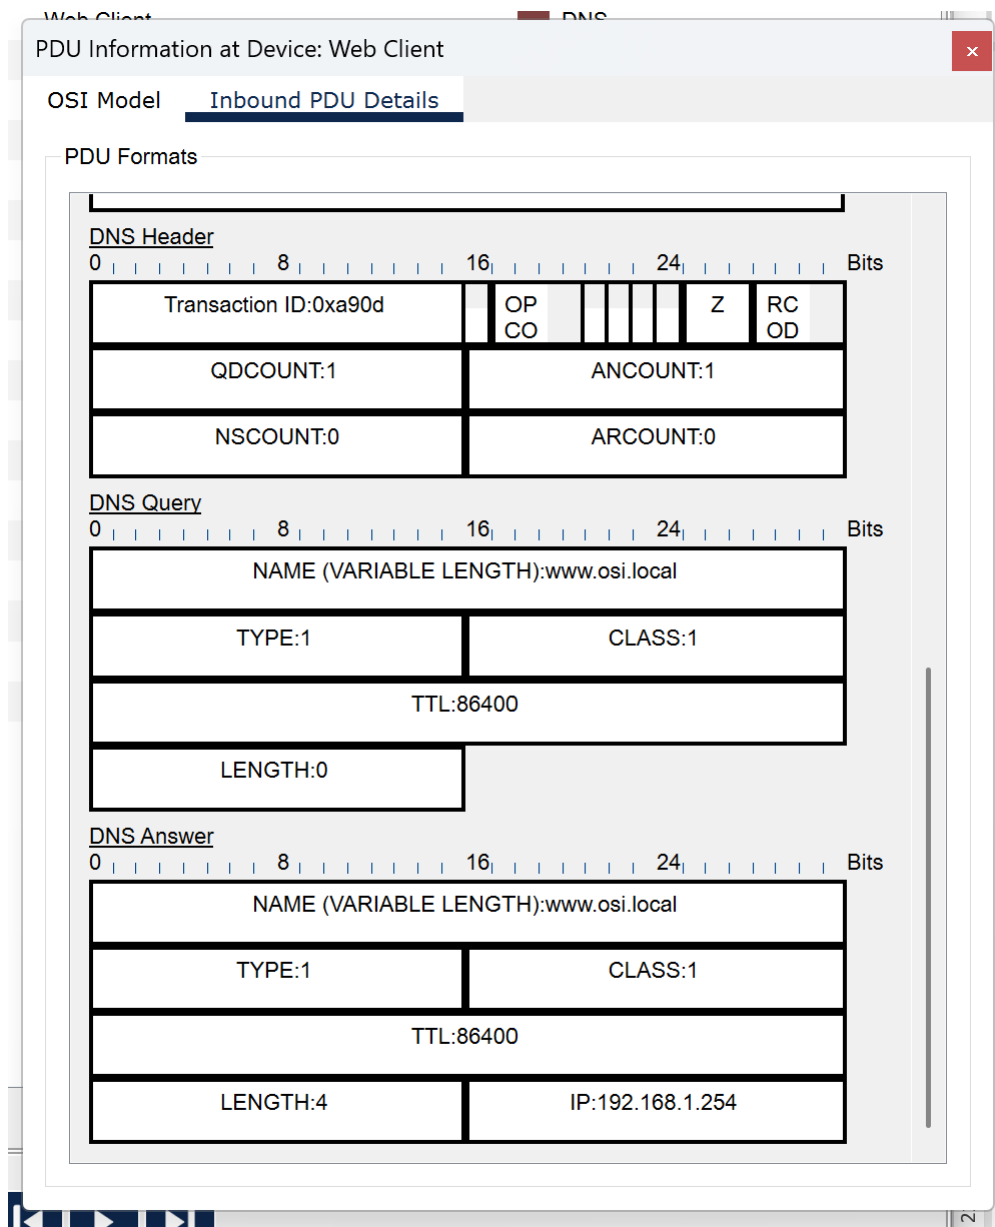 Web Client DNS
PDU Information at Device: Web Client
OSI Model Inbound PDU Details
PDU Formats
DNS Header
0 8 16 24 Bits
Transaction ID:0xa90d OP CO Z RC OD
QDCOUNT:1 ANCOUNT:1
NSCOUNT:0 ARCOUNT:0
DNS Query
0 8 16 24 Bits
NAME (VARIABLE LENGTH):www.osi.local
TYPE:1 CLASS:1
TTL:86400
LENGTH:0
DNS Answer
0 8 16 24 Bits
NAME (VARIABLE LENGTH):www.osi.local
TYPE:1 CLASS:1
TTL:86400
LENGTH:4 IP:192.168.1.254